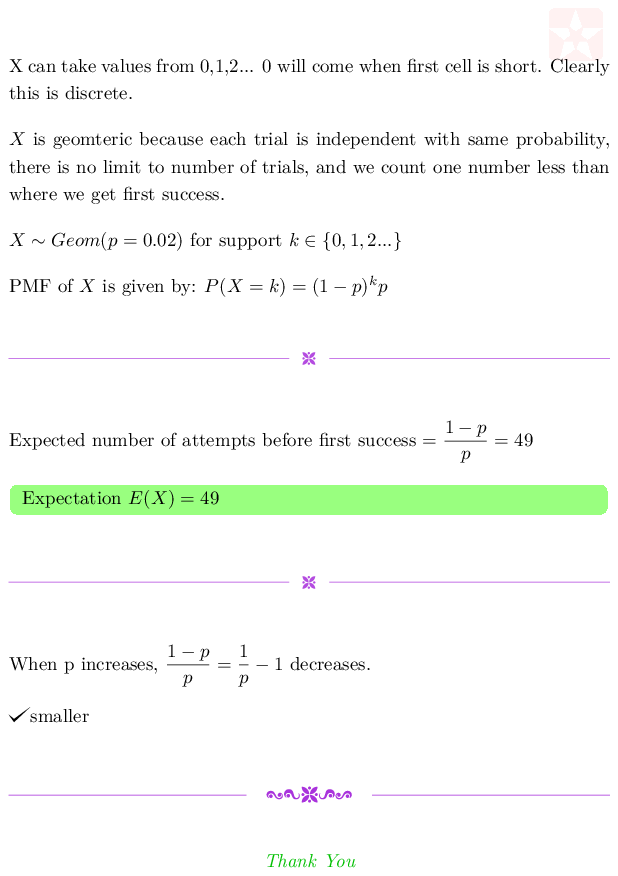 X can take values from 0,1,2... 0 will come when first cell is short. Clearly
this is discrete.
X is geomteric because each trial is independent with same probability,
there is no limit to number of trials, and we count one number less than
where we get first success.
X ∼ Geom(p = 0.02) for support k ∈ {0, 1, 2...}
PMF of X is given by: P(X = k) = (1 − p)^k p
Expected number of attempts before first success = \frac{1 − p}{p} = 49
Expectation E(X) = 49
When p increases, \frac{1 − p}{p} = \frac{1}{p} − 1 decreases.
✓smaller
Thank You